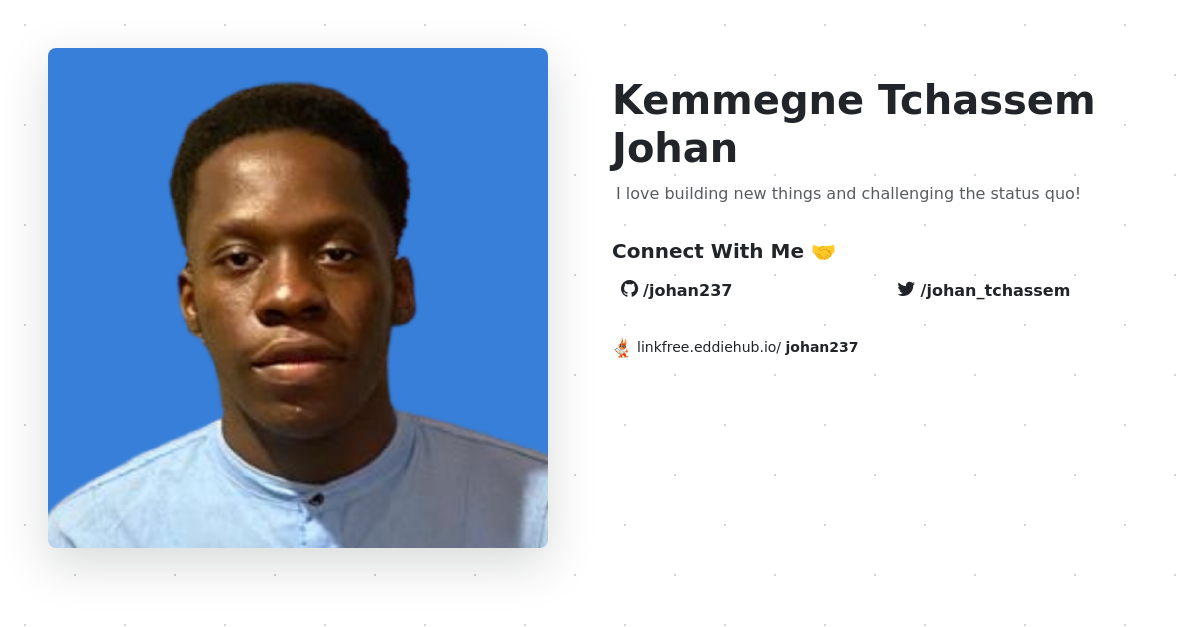 Kemmegne Tchassem
Johan
I love building new things and challenging the status quo!
Connect With Me 🤝
/johan237
/johan_tchassem
linkfree.eddiehub.io/ johan237